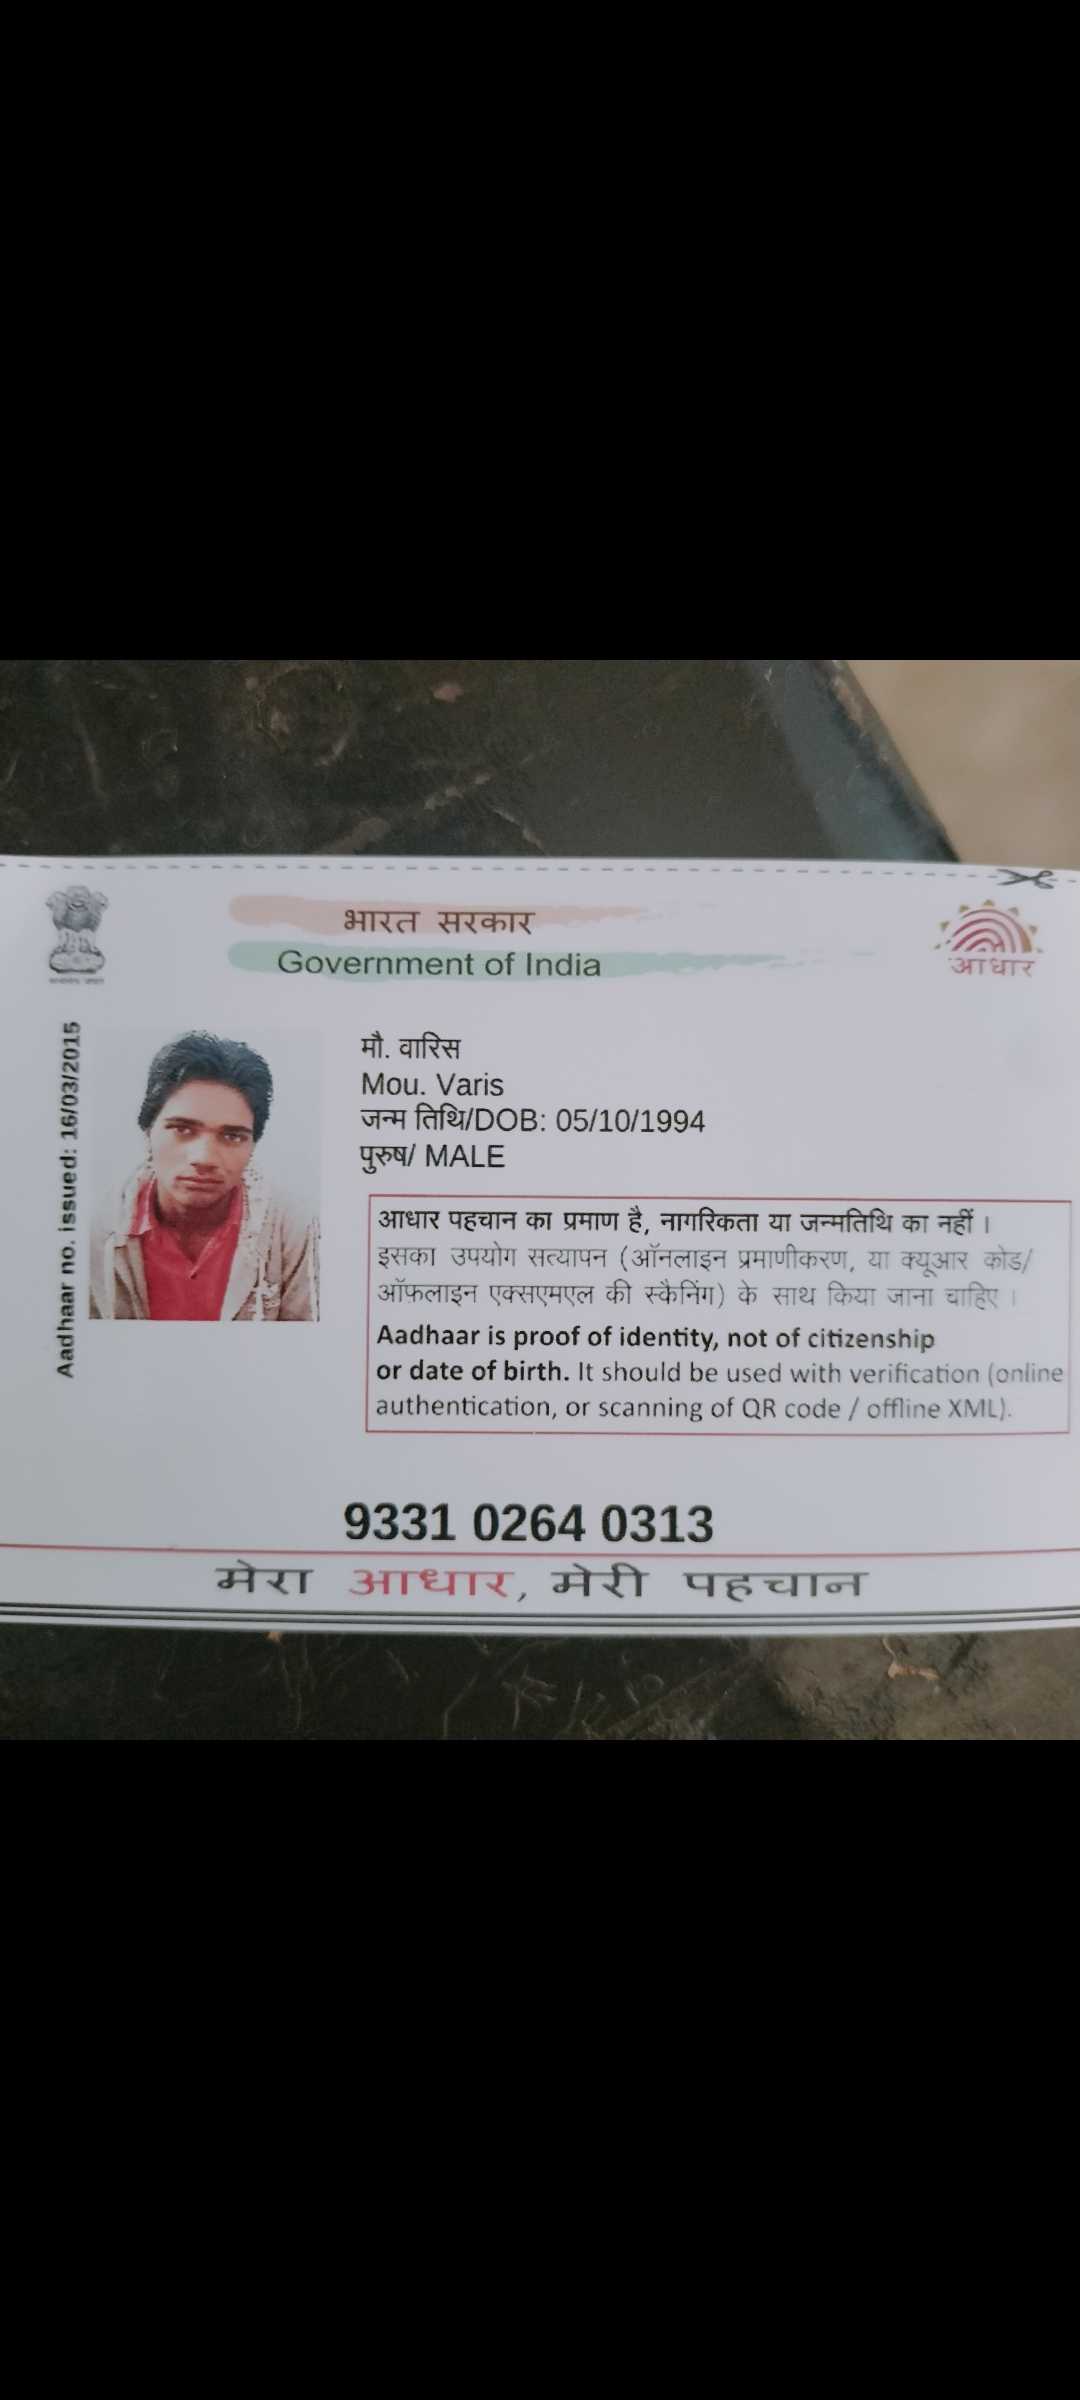 भारत सरकार
Government of India
आधार
Aadhaar no. issued: 16/03/2015
मौ. वारिस
Mou. Varis
जन्म तिथि/DOB: 05/10/1994
पुरुष/ MALE
आधार पहचान का प्रमाण है, नागरिकता या जन्मतिथि का नहीं ।
इसका उपयोग सत्यापन (ऑनलाइन प्रमाणीकरण, या क्यूआर कोड/
ऑफलाइन एक्सएमएल की स्कैनिंग) के साथ किया जाना चाहिए ।
Aadhaar is proof of identity, not of citizenship
or date of birth. It should be used with verification (online
authentication, or scanning of QR code / offline XML).
9331 0264 0313
मेरा आधार, मेरी पहचान